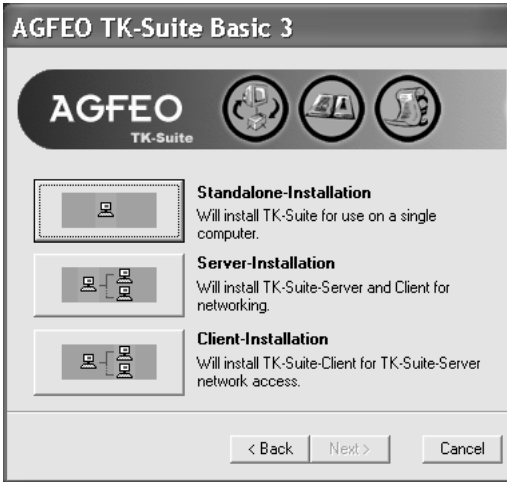 AGFEO TK-Suite Basic 3
AGFEO
TK-Suite
Standalone-Installation
Will install TK-Suite for use on a single
computer.
Server-Installation
Will install TK-Suite-Server and Client for
networking.
Client-Installation
Will install TK-Suite-Client for TK-Suite-Server
network access.
< Back Next > Cancel